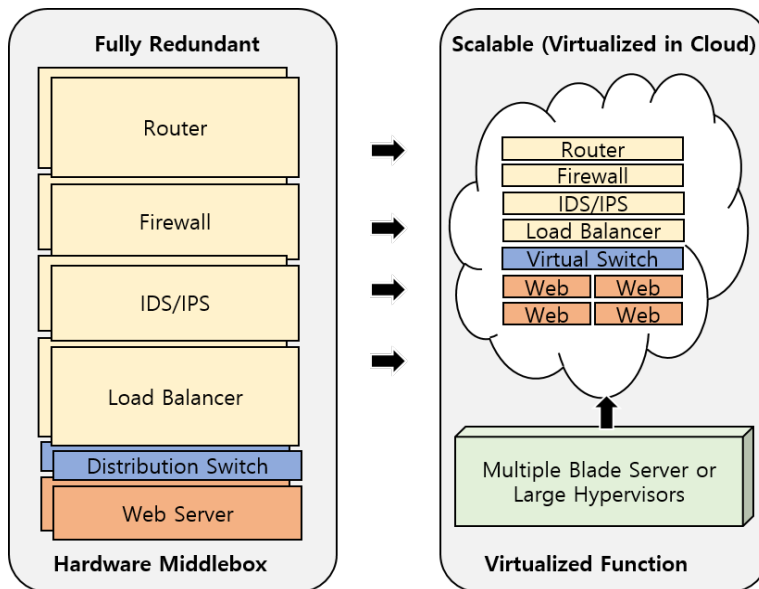 Fully Redundant
Router
Firewall
IDS/IPS
Load Balancer
Distribution Switch
Web Server
Hardware Middlebox
Scalable (Virtualized in Cloud)
Router
Firewall
IDS/IPS
Load Balancer
Virtual Switch
Web Web
Web Web
Multiple Blade Server or
Large Hypervisors
Virtualized Function